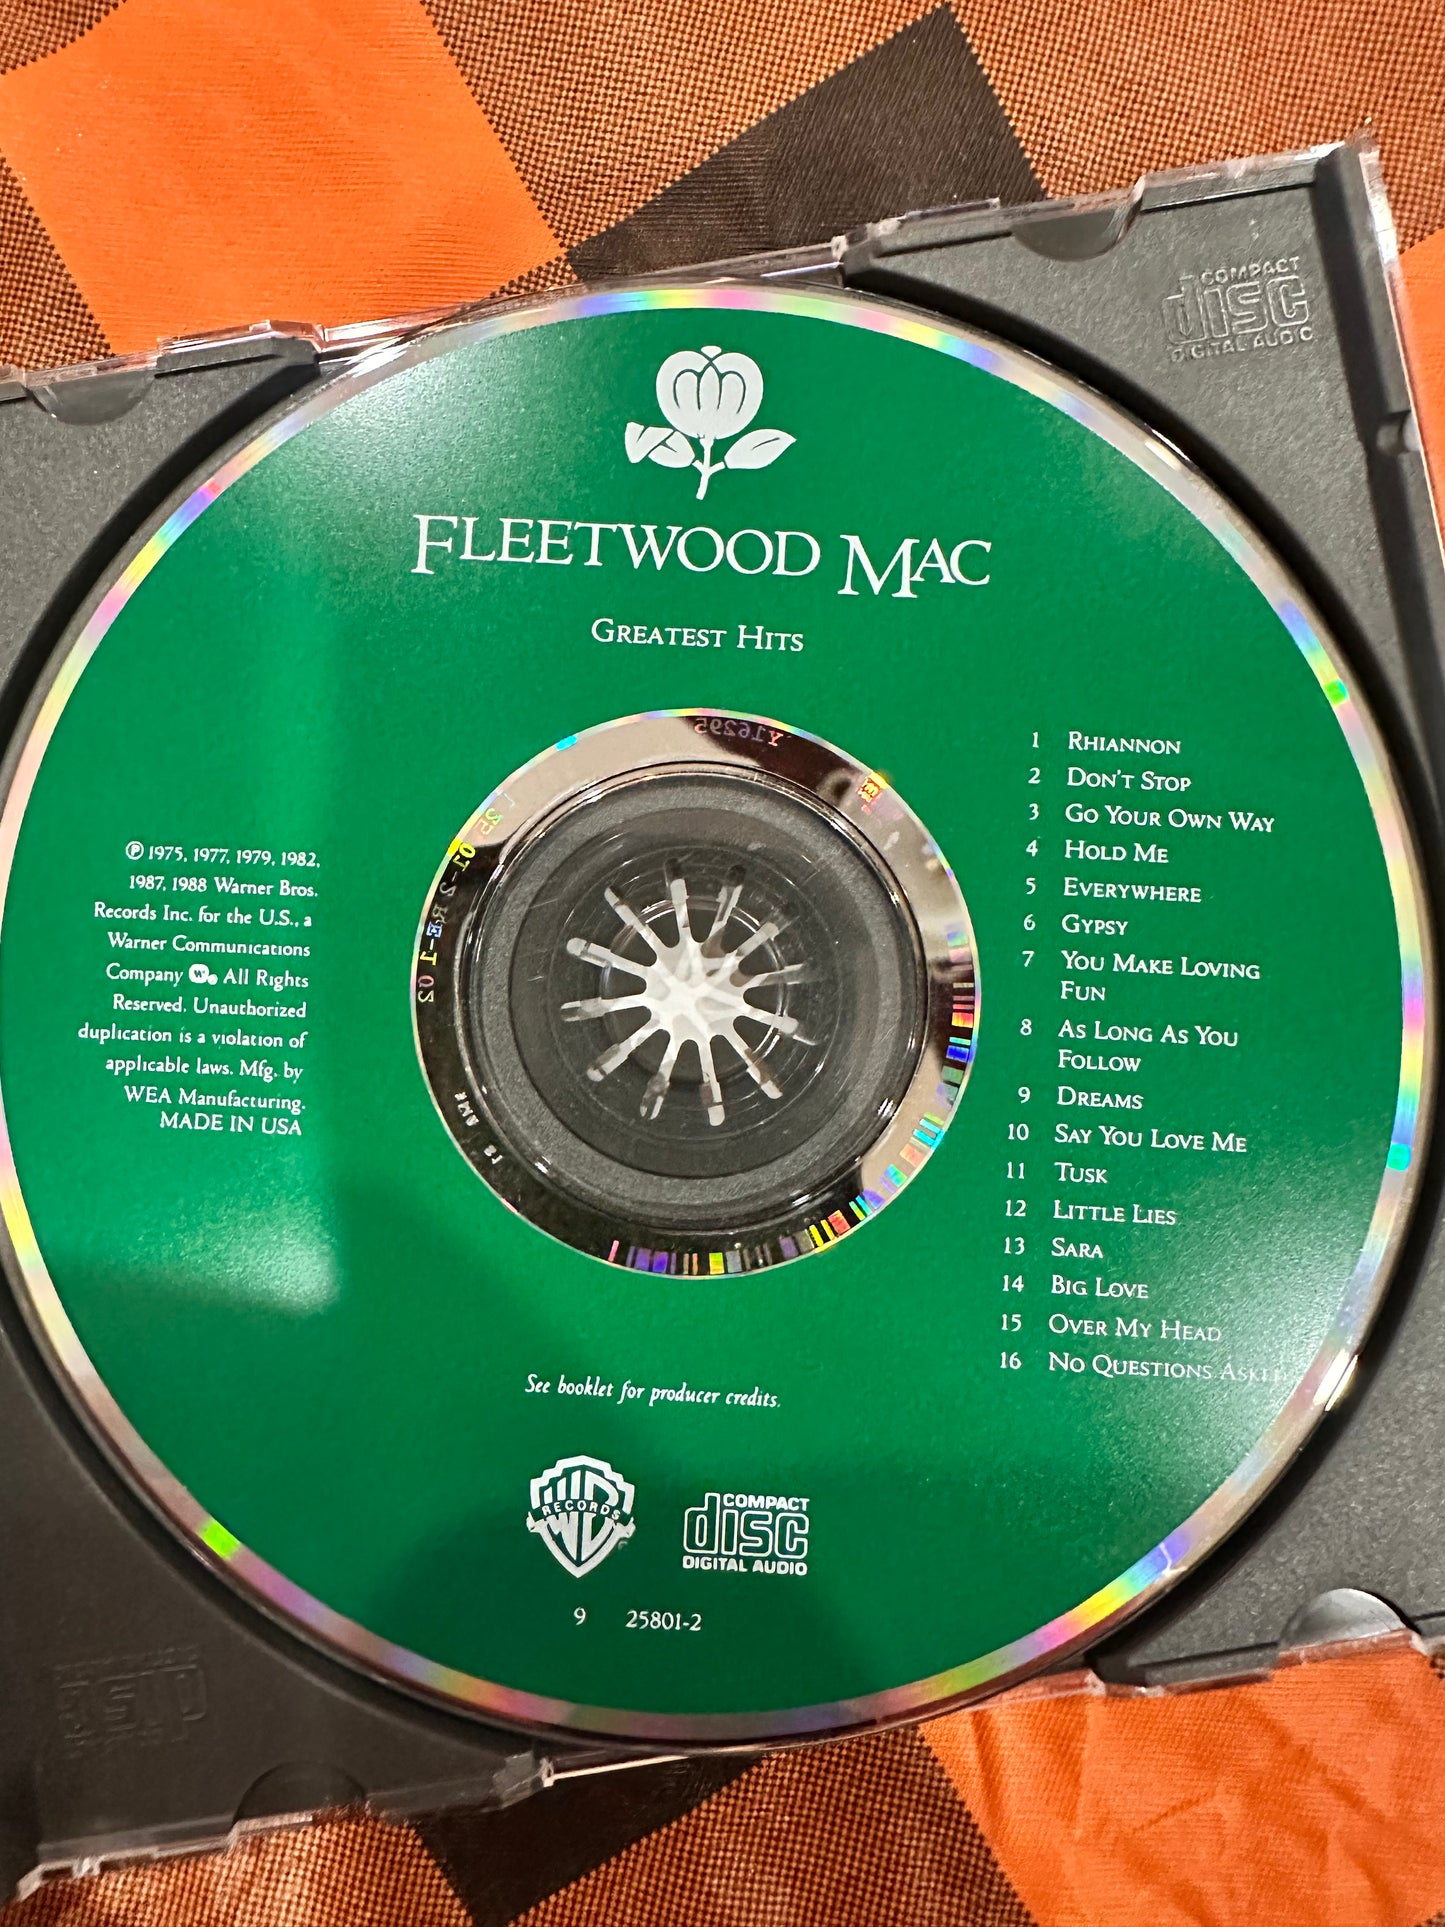 COMPACT
disc
DIGITAL AUDIO
FLEETWOOD MAC
GREATEST HITS
Y16295
1 RHIANNON
2 DON'T STOP
3 GO YOUR OWN WAY
4 HOLD ME
5 EVERYWHERE
6 GYPSY
7 YOU MAKE LOVING
FUN
8 AS LONG AS YOU
FOLLOW
9 DREAMS
10 SAY YOU LOVE ME
11 TUSK
12 LITTLE LIES
13 SARA
14 BIG LOVE
15 OVER MY HEAD
16 NO QUESTIONS ASKED
℗ 1975, 1977, 1979, 1982,
1987, 1988 Warner Bros.
Records Inc. for the U.S., a
Warner Communications
Company W. All Rights
Reserved. Unauthorized
duplication is a violation of
applicable laws. Mfg. by
WEA Manufacturing.
MADE IN USA
See booklet for producer credits.
RECORDS
COMPACT
disc
DIGITAL AUDIO
9 25801-2